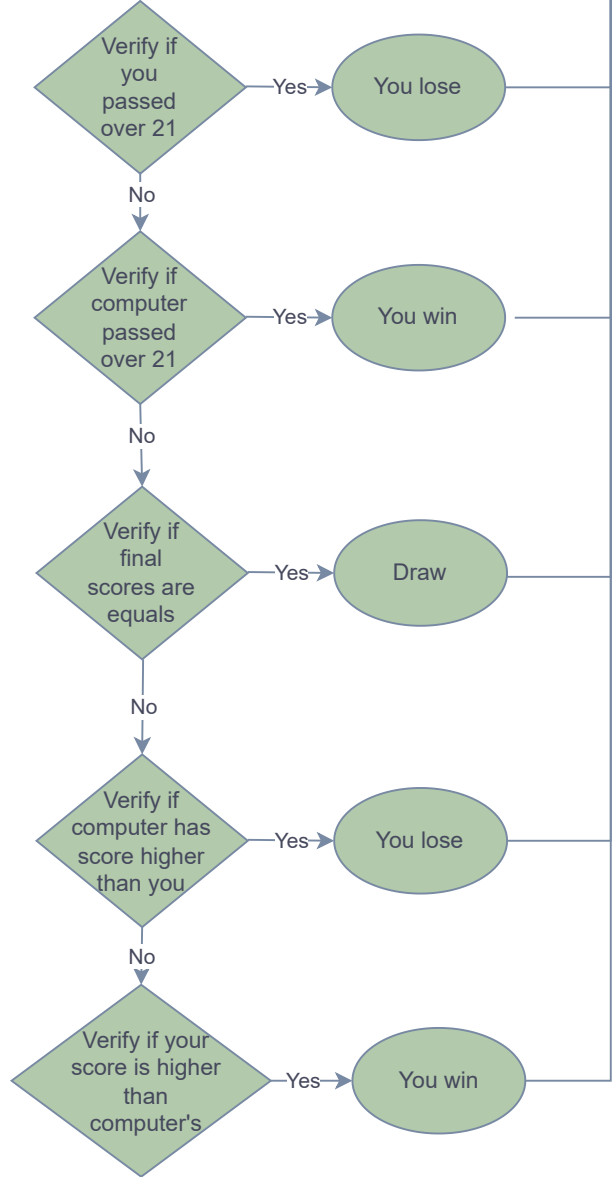 Verify if
you
passed
over 21
Yes
You lose
No
Verify if
computer
passed
over 21
Yes
You win
No
Verify if
final
scores are
equals
Yes
Draw
No
Verify if
computer has
score higher
than you
Yes
You lose
No
Verify if your
score is higher
than
computer's
Yes
You win